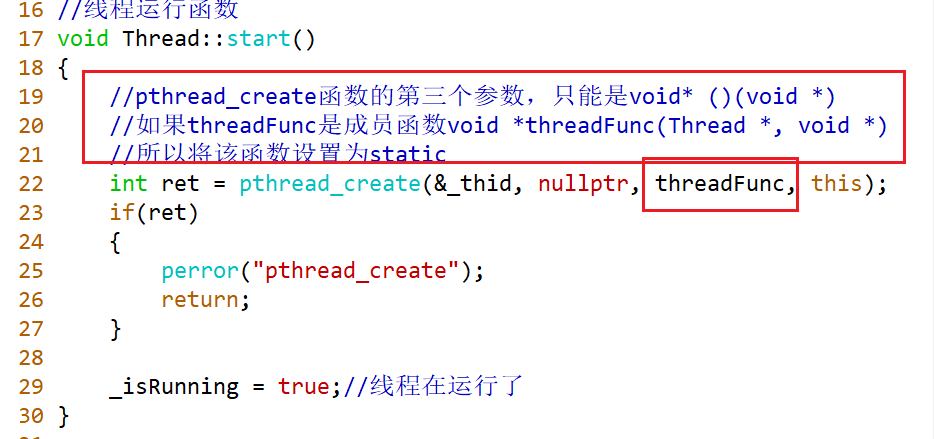 16 //线程运行函数
17 void Thread::start()
18 {
19     //pthread_create函数的第三个参数，只能是void* ()(void *)
20     //如果threadFunc是成员函数void *threadFunc(Thread *, void *)
21     //所以将该函数设置为static
22     int ret = pthread_create(&_thid, nullptr, threadFunc, this);
23     if(ret)
24     {
25         perror("pthread_create");
26         return;
27     }
28
29     _isRunning = true;//线程在运行了
30 }